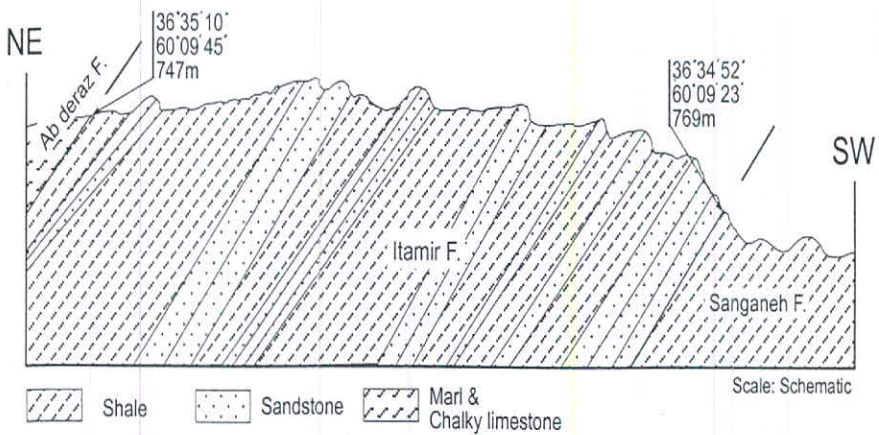 NE
Ab deraz F.
36°35'10"
60°09'45"
747m
36°34'52"
60°09'23"
769m
SW
Itamir F.
Sanganeh F.
Scale: Schematic
Shale
Sandstone
Marl &
Chalky limestone